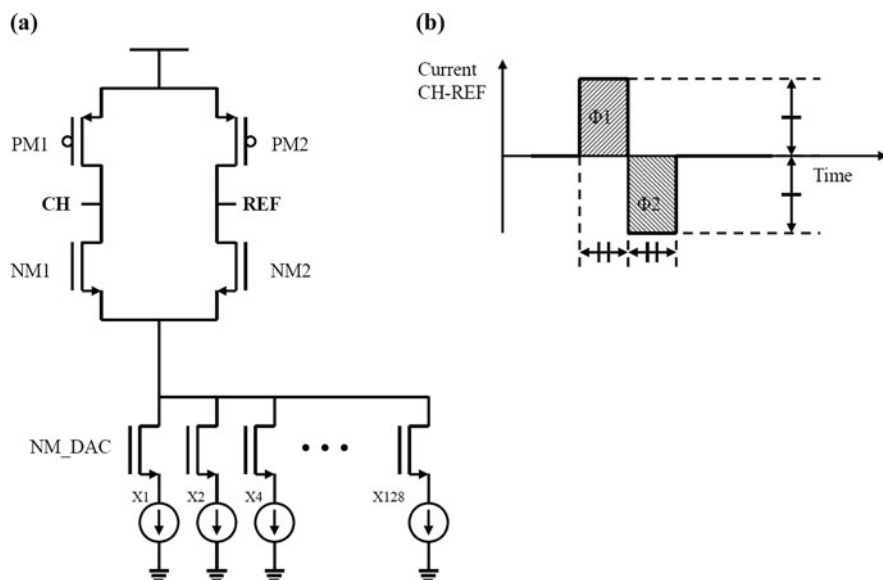 (a)
PM1
PM2
CH
REF
NM1
NM2
NM_DAC
X1
X2
X4
X128
(b)
Current
CH-REF
Φ1
Φ2
Time